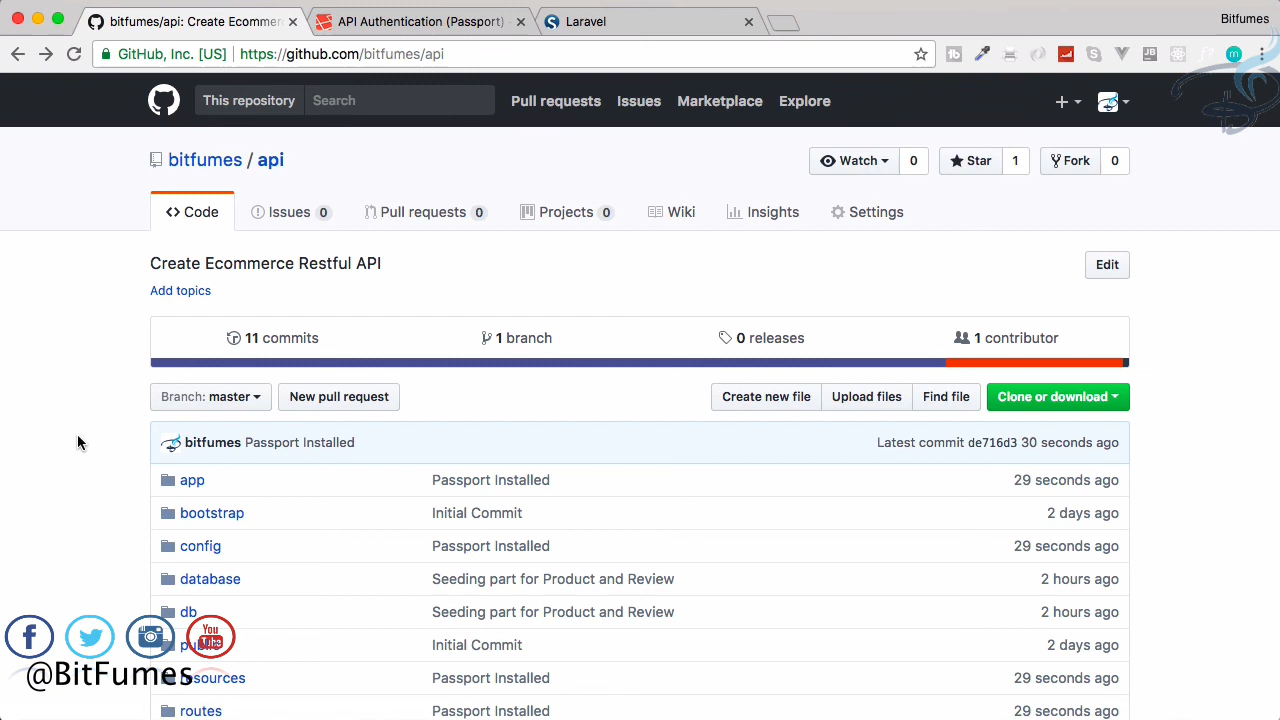 bitfumes/api: Create Ecommer
API Authentication (Passport) -
Laravel
Bitfumes
GitHub, Inc. [US]
https://github.com/bitfumes/api
This repository
Search
Pull requests
Issues
Marketplace
Explore
bitfumes / api
Watch 0
Star 1
Fork 0
Code
Issues 0
Pull requests 0
Projects 0
Wiki
Insights
Settings
Create Ecommerce Restful API
Edit
Add topics
11 commits
1 branch
0 releases
1 contributor
Branch: master
New pull request
Create new file
Upload files
Find file
Clone or download
bitfumes Passport Installed
Latest commit de716d3 30 seconds ago
app Passport Installed 29 seconds ago
bootstrap Initial Commit 2 days ago
config Passport Installed 29 seconds ago
database Seeding part for Product and Review 2 hours ago
db Seeding part for Product and Review 2 hours ago
Initial Commit 2 days ago
resources Passport Installed 29 seconds ago
routes Passport Installed 29 seconds ago
You Tube
@BitFumes